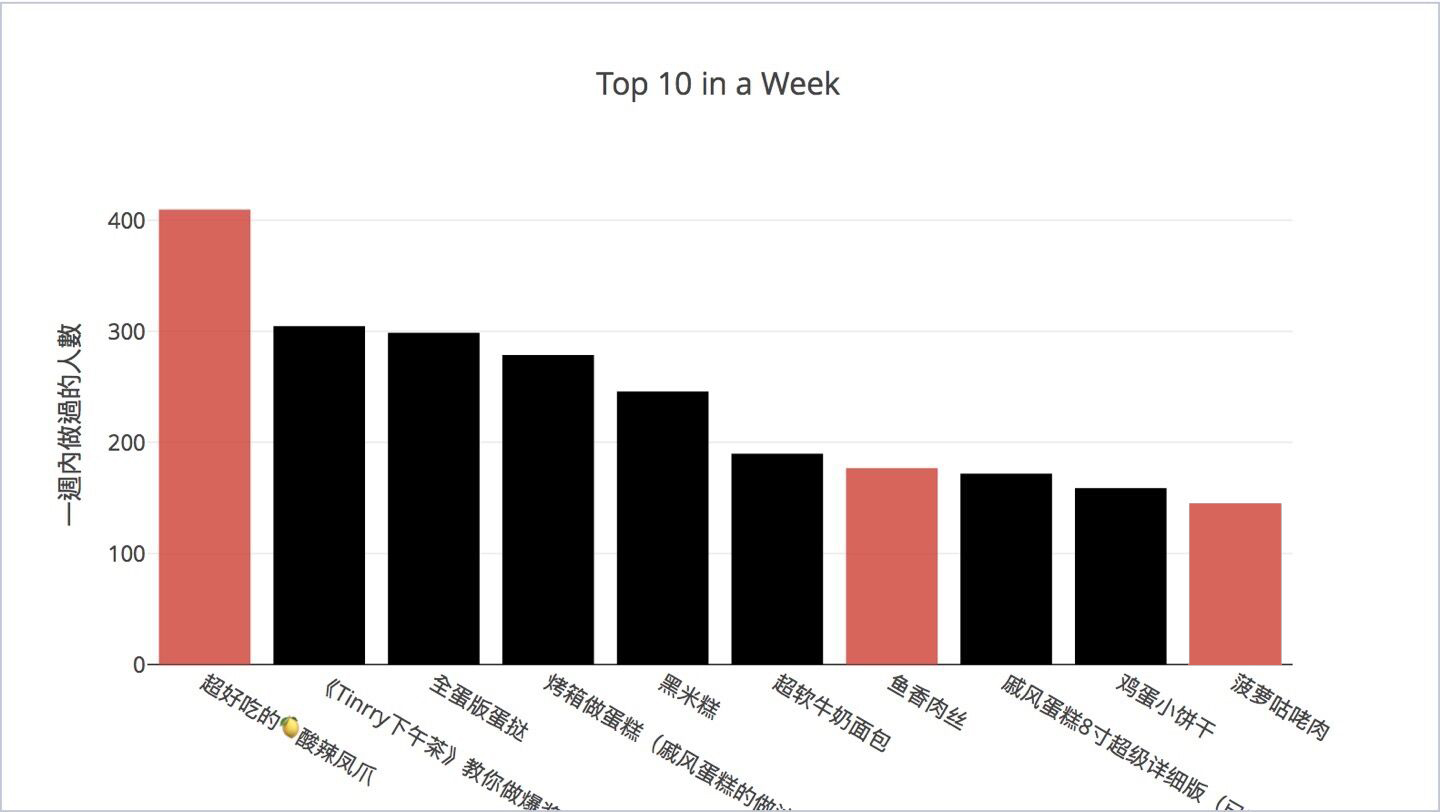 Top 10 in a Week
一週內做過的人數
400
300
200
100
0
超好吃的🍋酸辣凤爪
《Tinrry下午茶》教你做爆浆
全蛋版蛋挞
烤箱做蛋糕（戚风蛋糕的做法
黑米糕
超软牛奶面包
鱼香肉丝
戚风蛋糕8寸超级详细版（
鸡蛋小饼干
菠萝咕咾肉